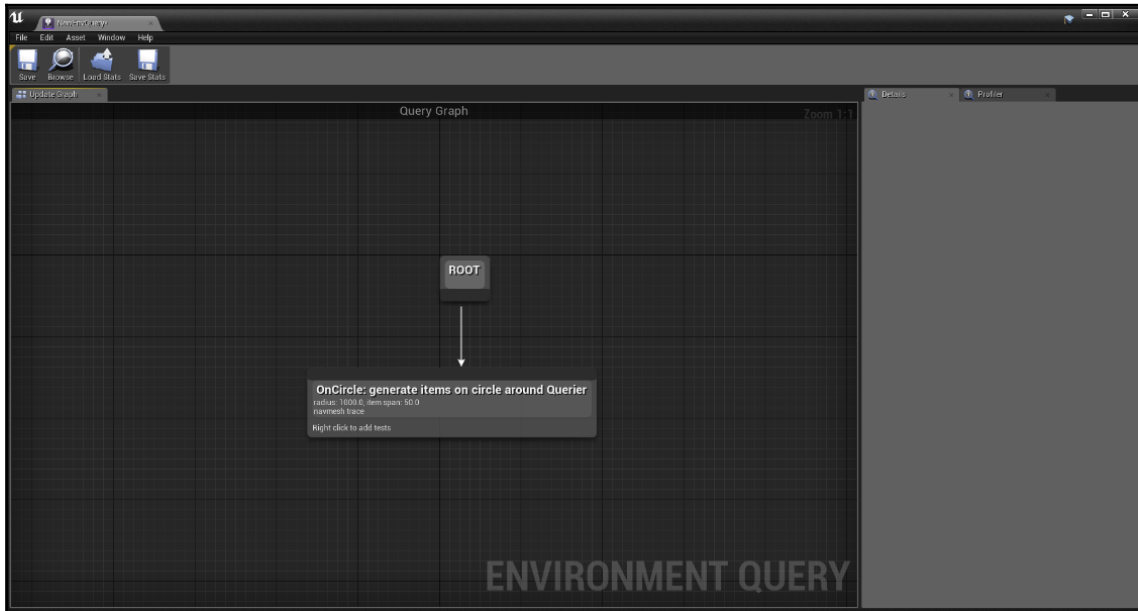 NewEnvQuery*
File Edit Asset Window Help
Save Browse Load Stats Save Stats
Update Graph
Details
Profiler
Query Graph
Zoom 1:1
ROOT
OnCircle: generate items on circle around Querier
radius: 1000.0, item span: 50.0
navmesh trace
Right click to add tests
ENVIRONMENT QUERY